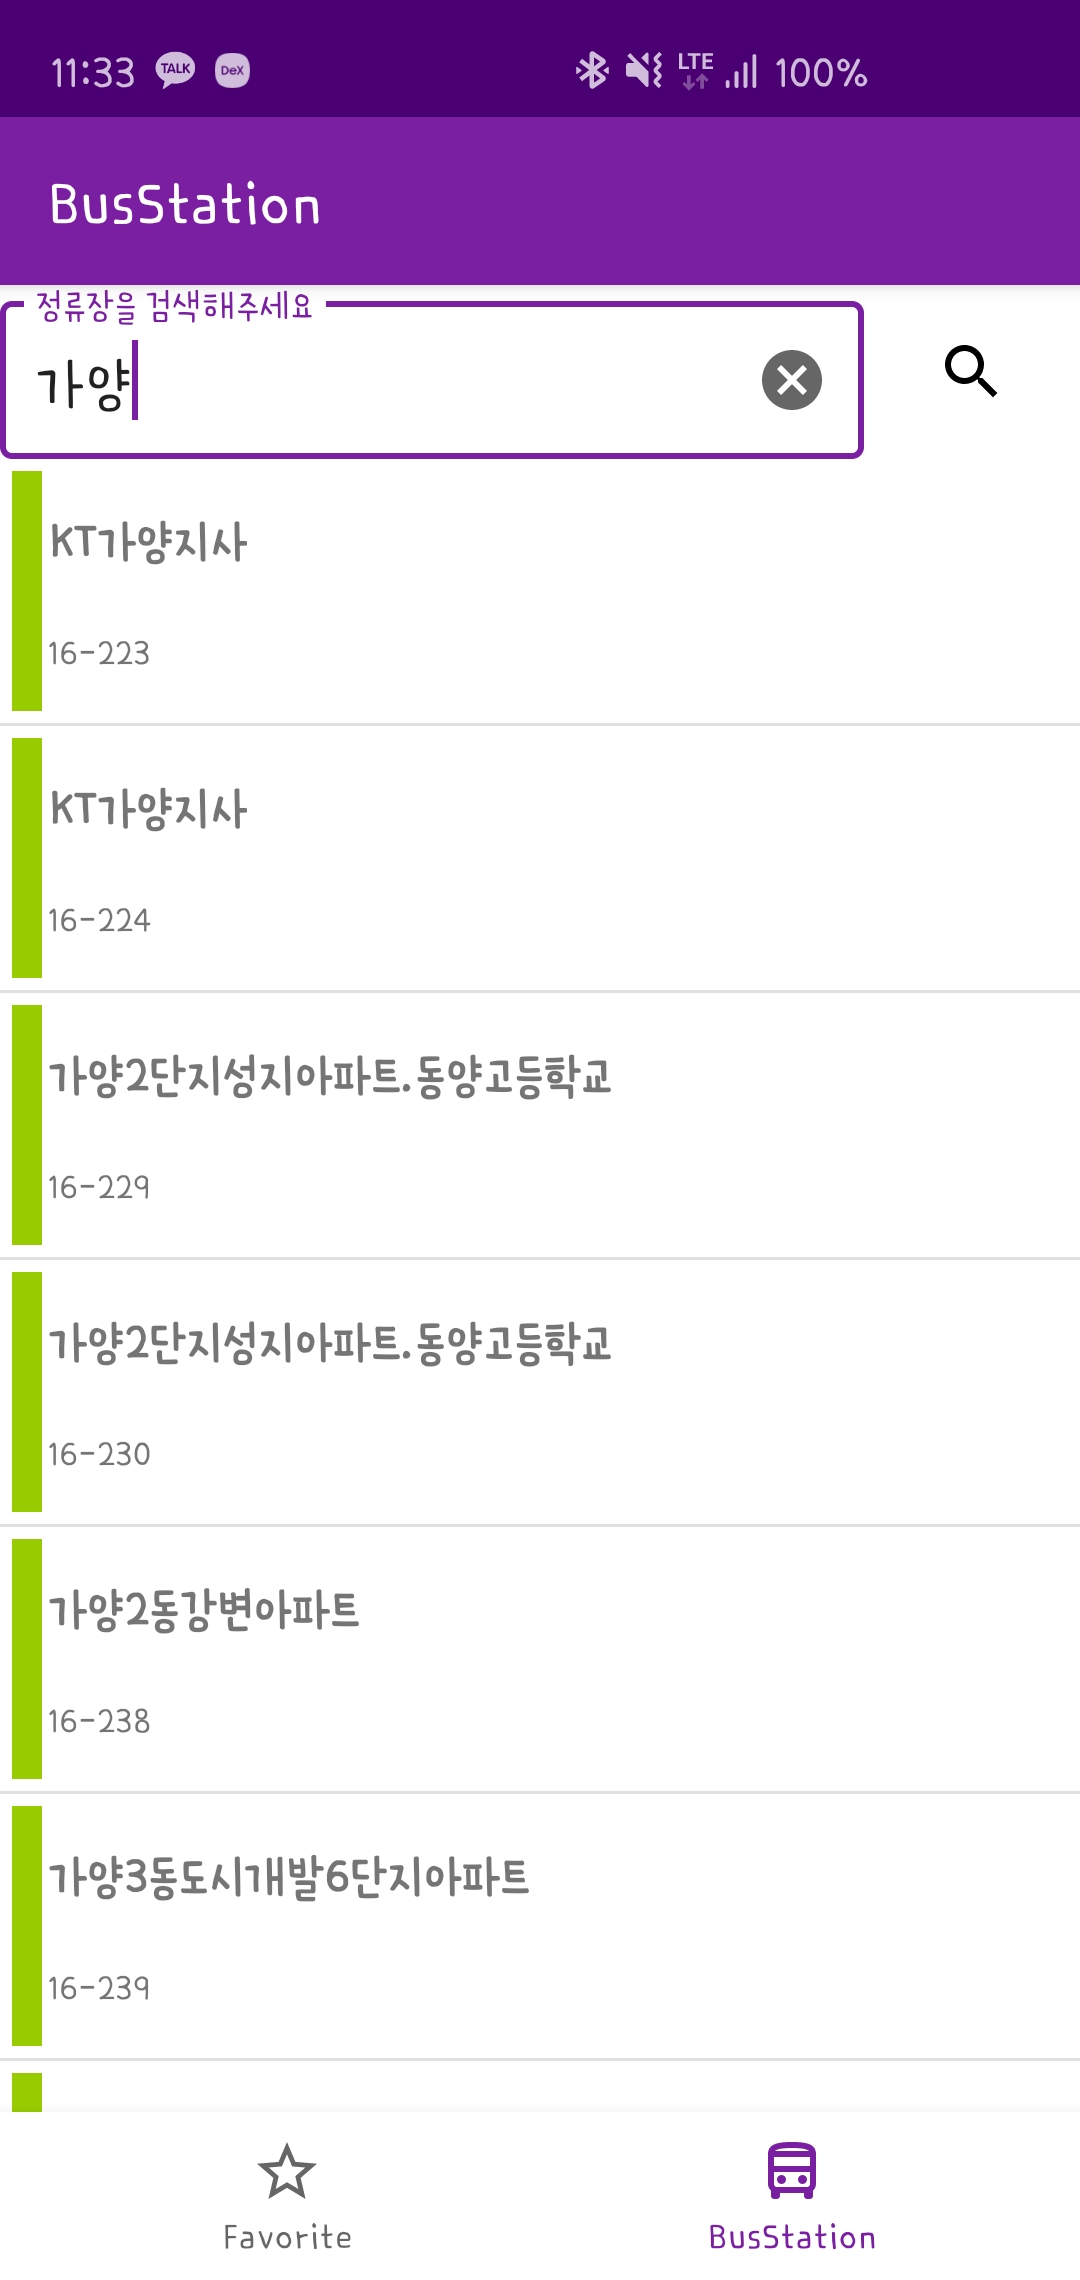 11:33 TALK DeX LTE 100%
BusStation
정류장을 검색해주세요
가양
KT가양지사
16-223
KT가양지사
16-224
가양2단지성지아파트.동양고등학교
16-229
가양2단지성지아파트.동양고등학교
16-230
가양2동강변아파트
16-238
가양3동도시개발6단지아파트
16-239
Favorite
BusStation